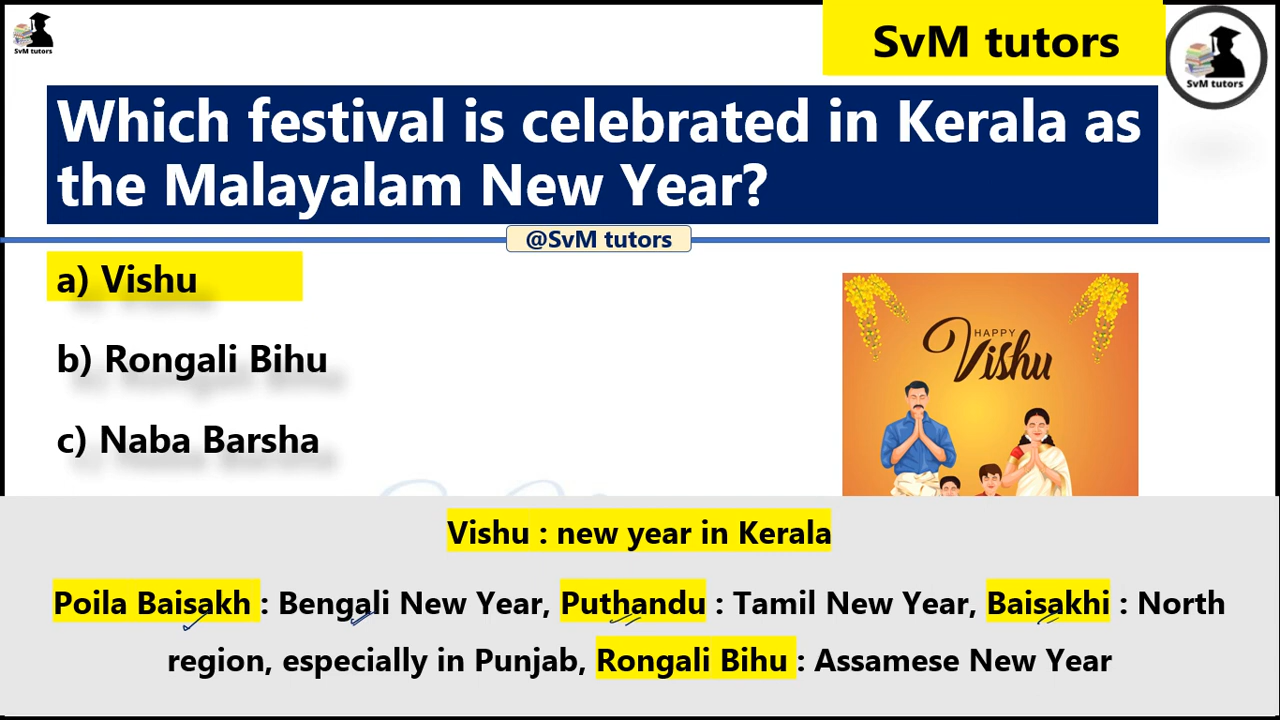 SvM tutors
SvM tutors
SvM tutors
Which festival is celebrated in Kerala as
the Malayalam New Year?
@SvM tutors
a) Vishu
b) Rongali Bihu
c) Naba Barsha
HAPPY
Vishu
Vishu : new year in Kerala
Poila Baisakh : Bengali New Year, Puthandu : Tamil New Year, Baisakhi : North
region, especially in Punjab, Rongali Bihu : Assamese New Year